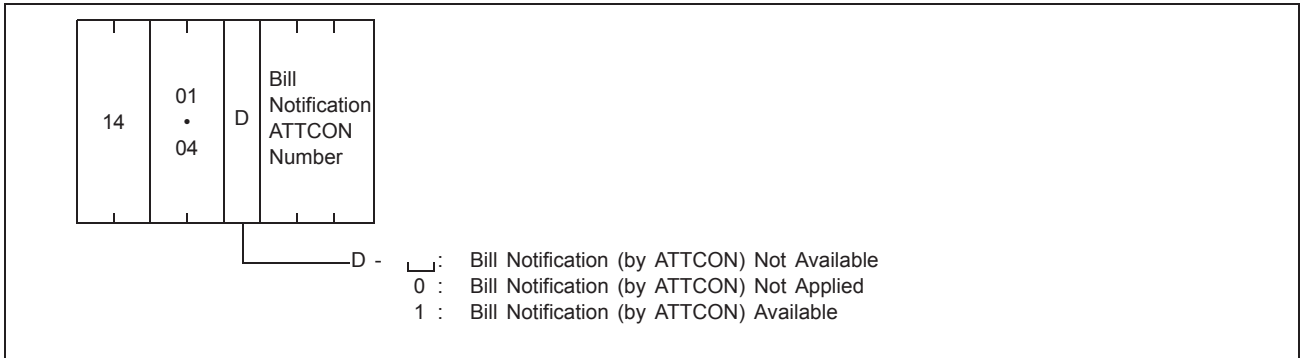 14
01
•
04
D
Bill
Notification
ATTCON
Number
D - ⎵: Bill Notification (by ATTCON) Not Available
0 : Bill Notification (by ATTCON) Not Applied
1 : Bill Notification (by ATTCON) Available